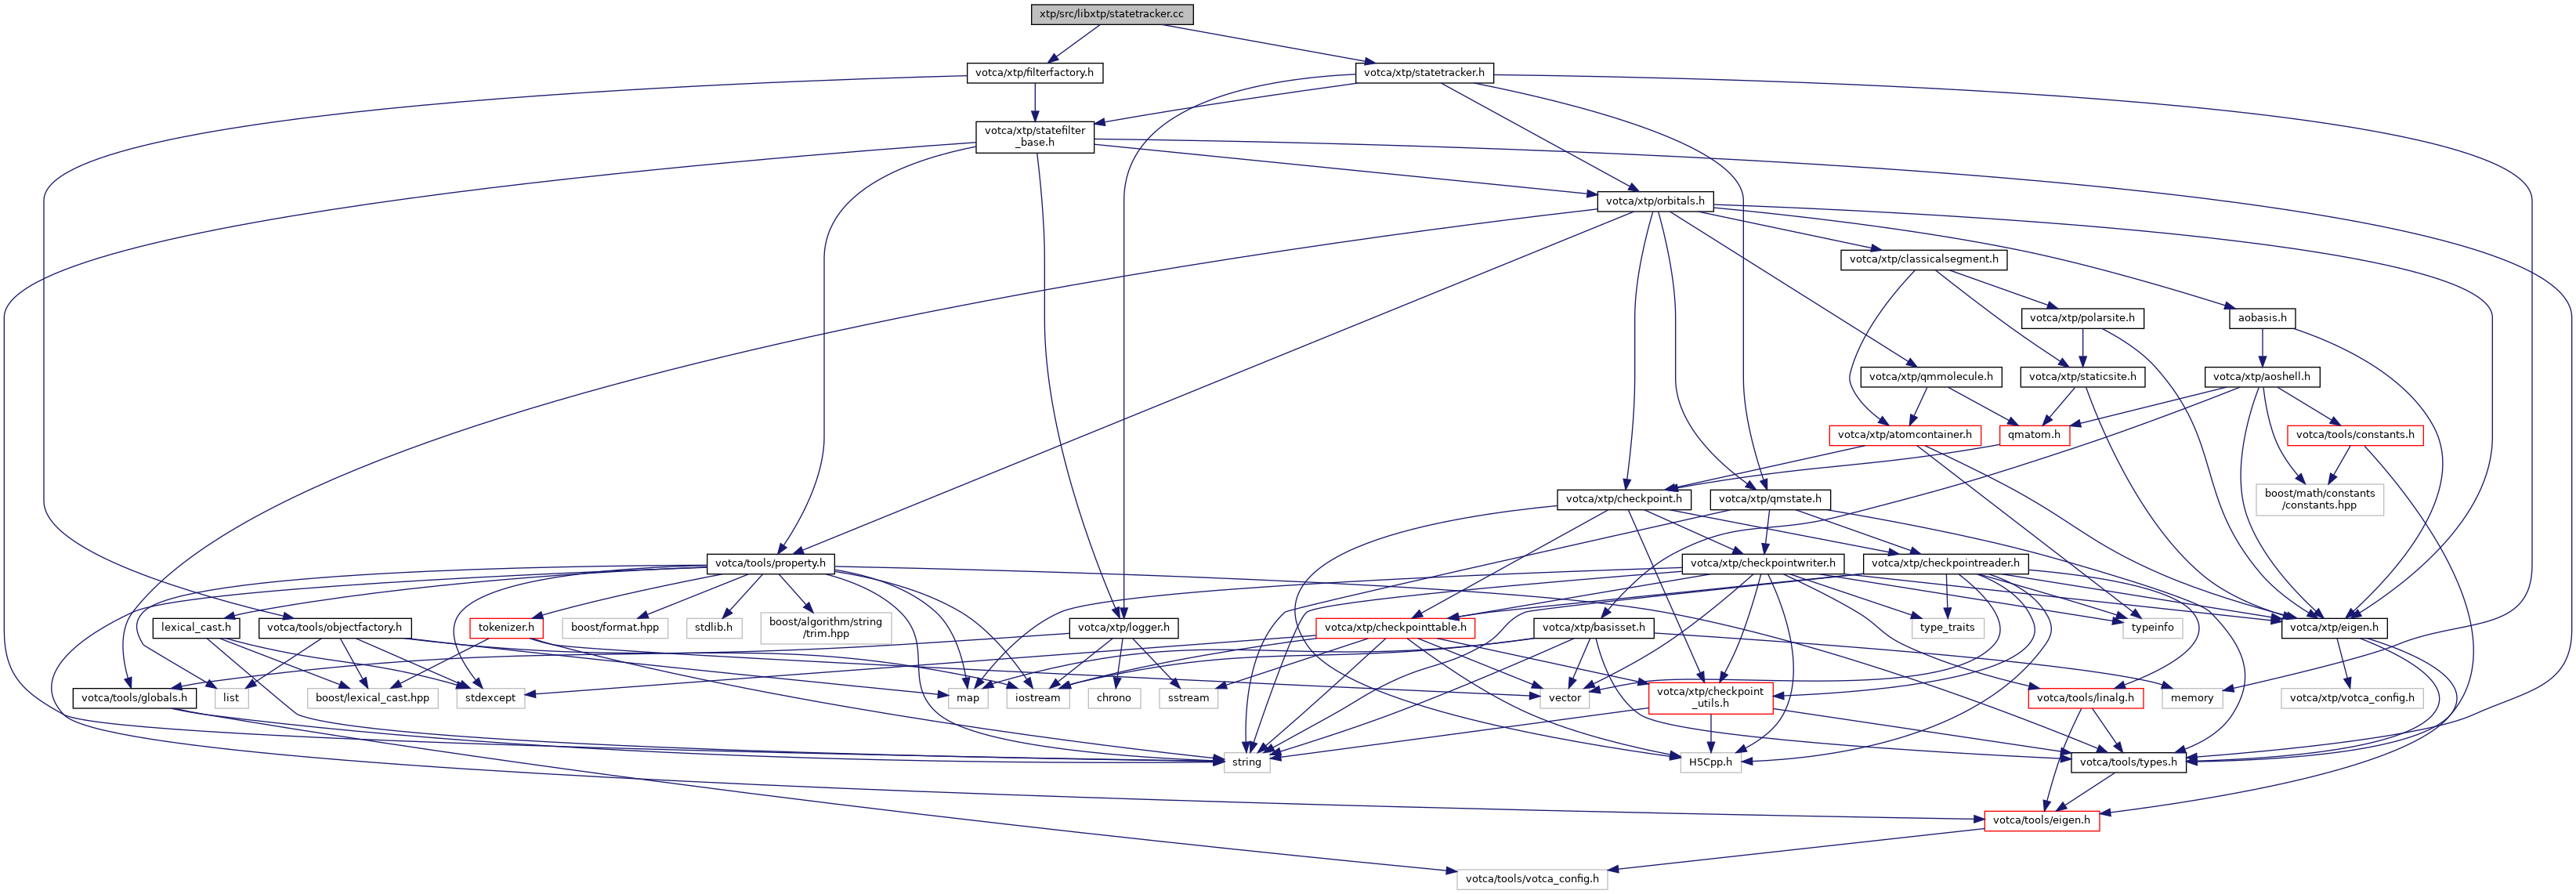 xtp/src/libxtp/statetracker.cc
votca/xtp/filterfactory.h
votca/xtp/statetracker.h
votca/xtp/statefilter
_base.h
votca/xtp/orbitals.h
votca/xtp/classicalsegment.h
votca/xtp/polarsite.h
aobasis.h
votca/xtp/qmmolecule.h
votca/xtp/staticsite.h
votca/xtp/aoshell.h
votca/xtp/atomcontainer.h
qmatom.h
votca/tools/constants.h
votca/xtp/checkpoint.h
votca/xtp/qmstate.h
boost/math/constants
/constants.hpp
votca/tools/property.h
votca/xtp/checkpointwriter.h
votca/xtp/checkpointreader.h
lexical_cast.h
votca/tools/objectfactory.h
tokenizer.h
boost/format.hpp
stdlib.h
boost/algorithm/string
/trim.hpp
votca/xtp/logger.h
votca/xtp/checkpointtable.h
votca/xtp/basisset.h
type_traits
typeinfo
votca/xtp/eigen.h
votca/tools/globals.h
list
boost/lexical_cast.hpp
stdexcept
map
iostream
chrono
sstream
vector
votca/xtp/checkpoint
_utils.h
votca/tools/linalg.h
memory
votca/xtp/votca_config.h
string
H5Cpp.h
votca/tools/types.h
votca/tools/eigen.h
votca/tools/votca_config.h